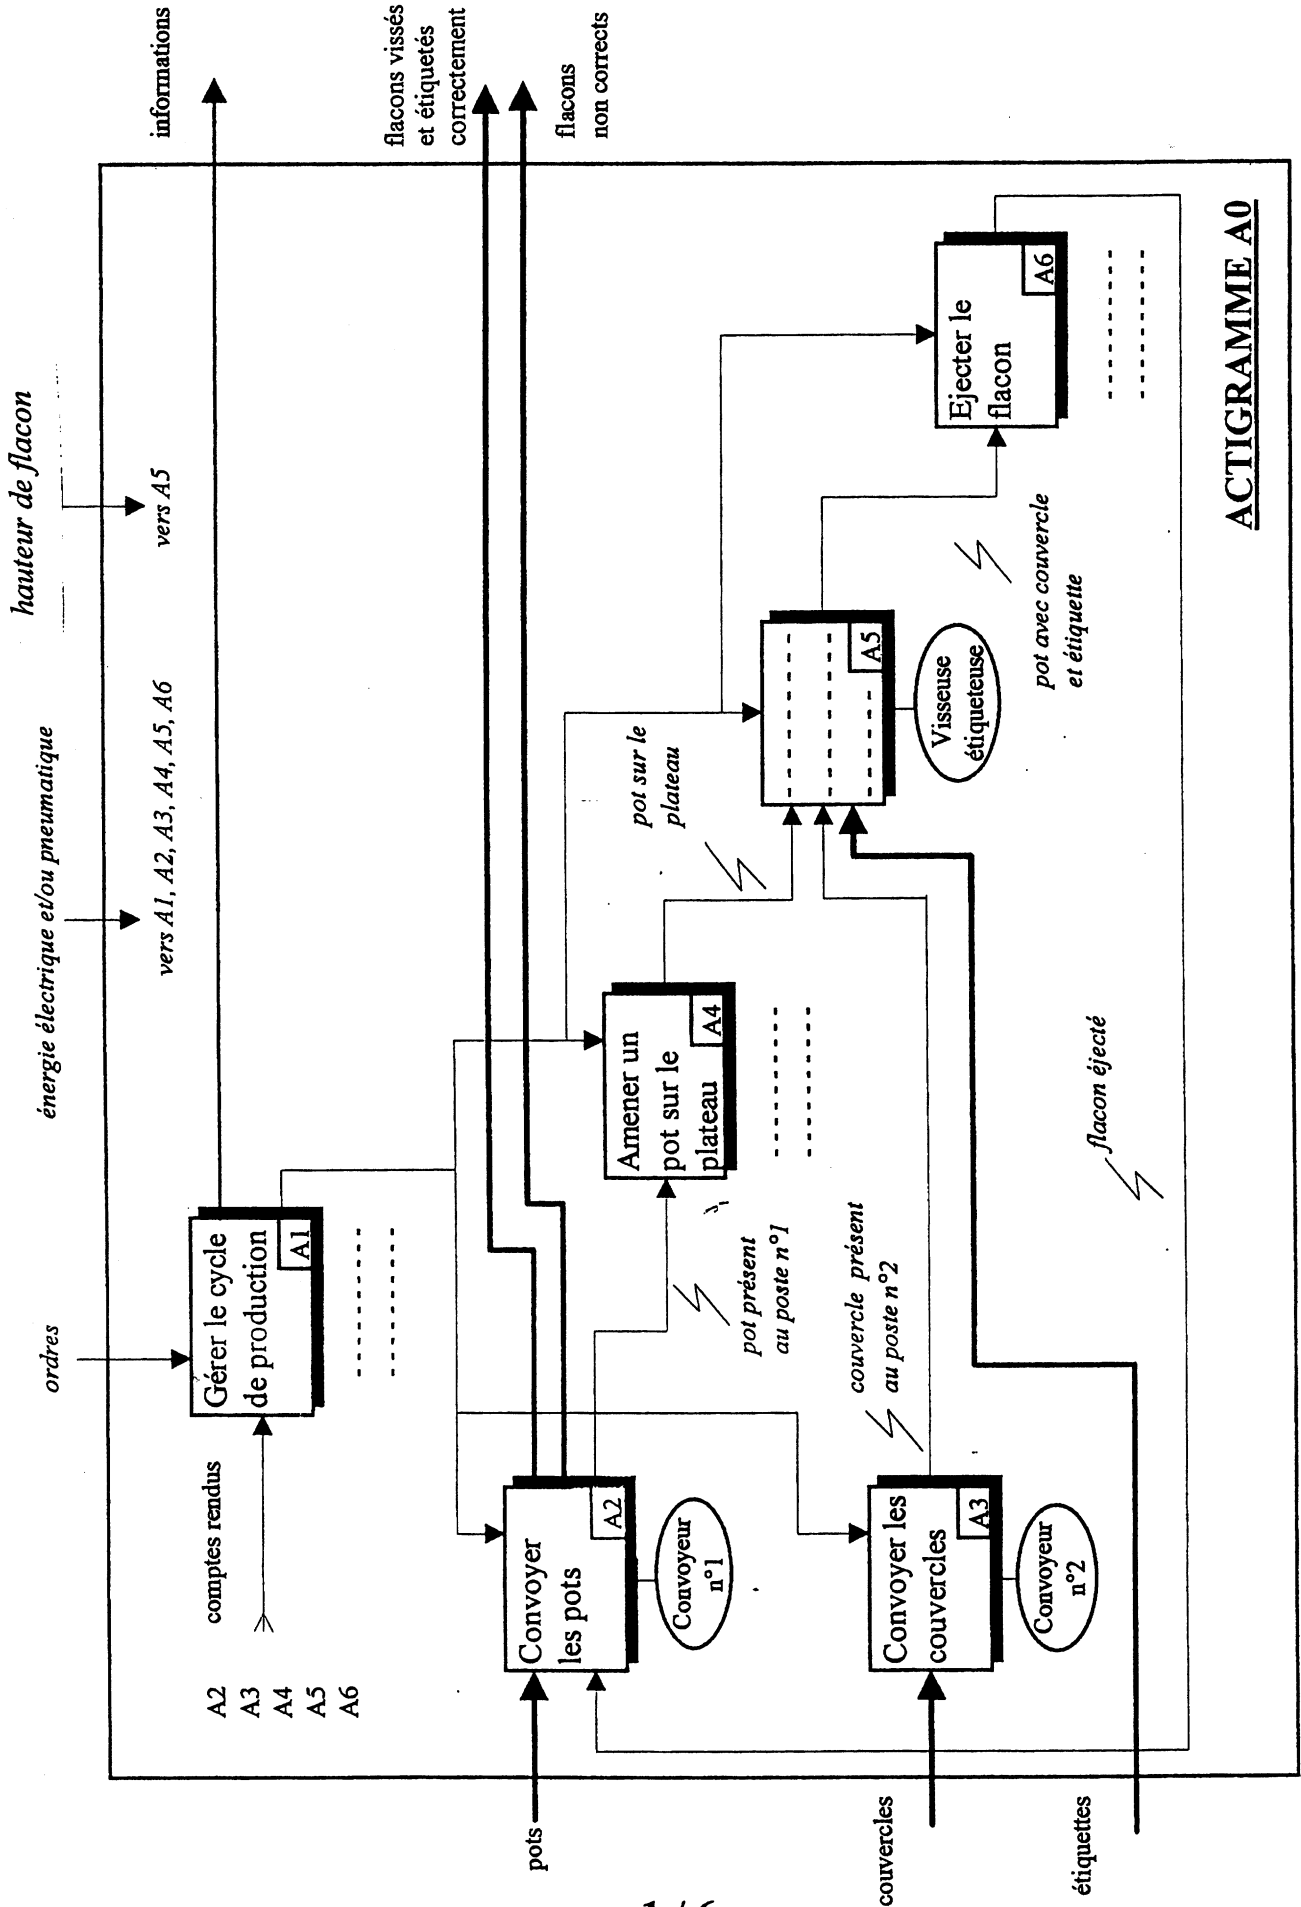 hauteur de flacon
énergie électrique et/ou pneumatique
ordres
vers A1, A2, A3, A4, A5, A6
vers A5
informations
comptes rendus
A2
A3
A4
A5
A6
Gérer le cycle
de production
A1
flacons vissés
et étiquetés
correctement
flacons
non corrects
pots
Convoyer
les pots
A2
Convoyeur
n°1
pot présent
au poste n°1
Amener un
pot sur le
plateau
A4
pot sur le
plateau
A5
Visseuse
étiqueteuse
pot avec couvercle
et étiquette
Ejecter le
flacon
A6
couvercles
Convoyer les
couvercles
A3
Convoyeur
n°2
couvercle présent
au poste n°2
étiquettes
flacon éjecté
ACTIGRAMME A0